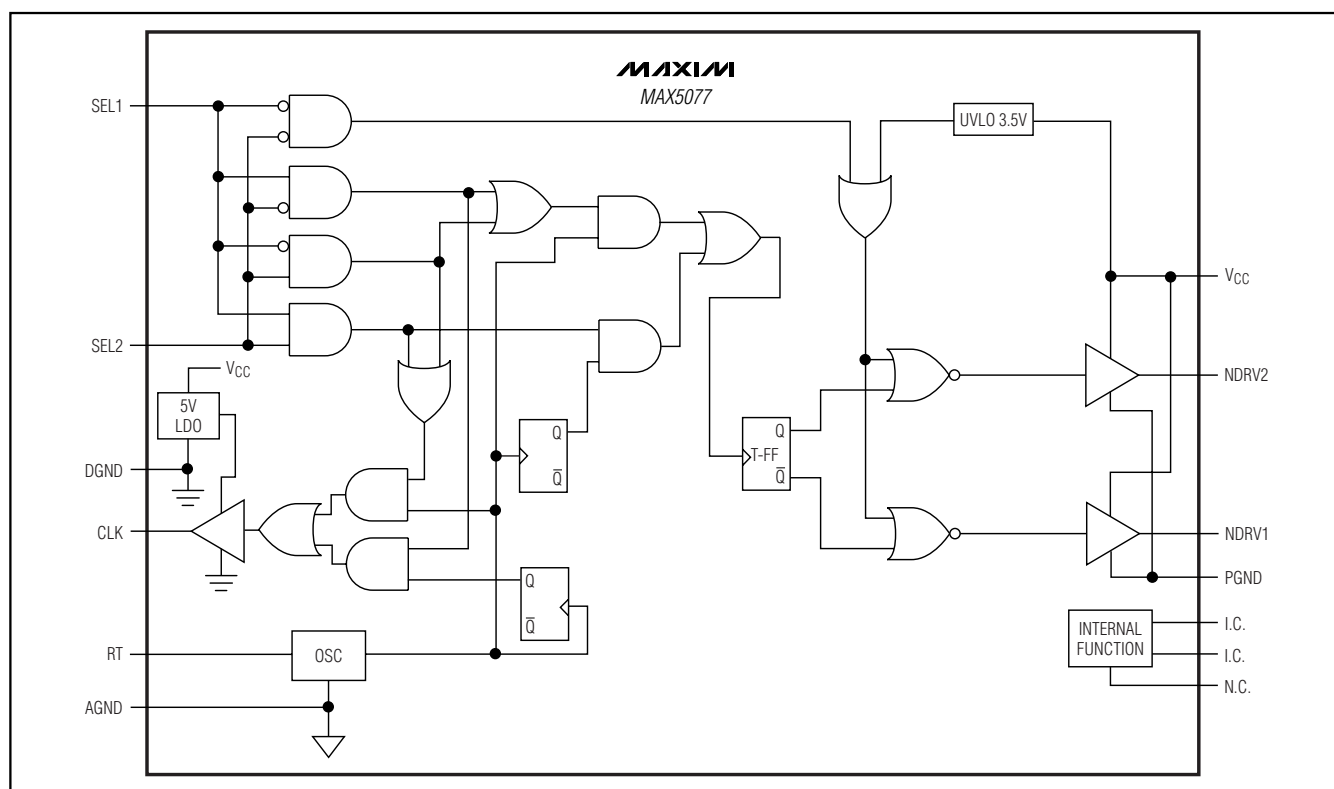 MAXIM
MAX5077
SEL1
UVLO 3.5V
VCC
SEL2
VCC
5V
LDO
NDRV2
Q
Q
T-FF
DGND
Q̅
Q̅
CLK
NDRV1
PGND
Q
Q̅
INTERNAL
FUNCTION
I.C.
RT
OSC
I.C.
N.C.
AGND